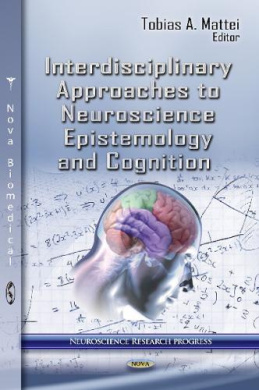 Tobias A. Mattei
Editor
Interdisciplinary
Approaches to
Neuroscience
Epistemology
and Cognition
Nova Biomedical
Neuroscience Research Progress
NOVA